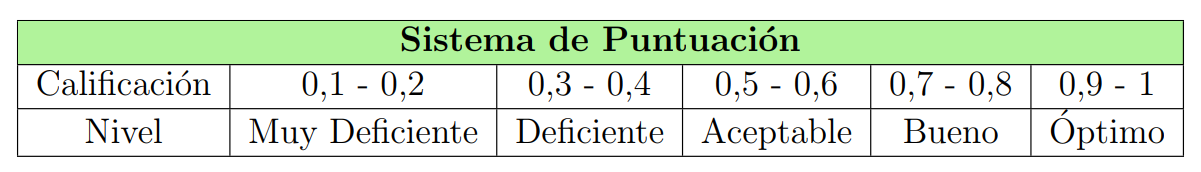 Sistema de Puntuación
Calificación 0,1 - 0,2 0,3 - 0,4 0,5 - 0,6 0,7 - 0,8 0,9 - 1
Nivel Muy Deficiente Deficiente Aceptable Bueno Óptimo